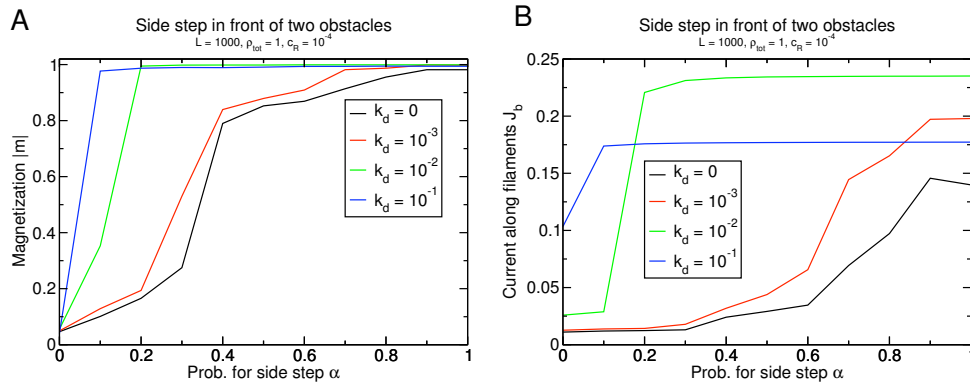 A
Side step in front of two obstacles
L = 1000, ρtot = 1, cR = 10-4
Magnetization |m|
1
0.8
0.6
0.4
0.2
0
kd = 0
kd = 10-3
kd = 10-2
kd = 10-1
0 0.2 0.4 0.6 0.8 1
Prob. for side step α
B
Side step in front of two obstacles
L = 1000, ρtot = 1, cR = 10-4
Current along filaments Jb
0.25
0.2
0.15
0.1
0.05
0
kd = 0
kd = 10-3
kd = 10-2
kd = 10-1
0 0.2 0.4 0.6 0.8 1
Prob. for side step α